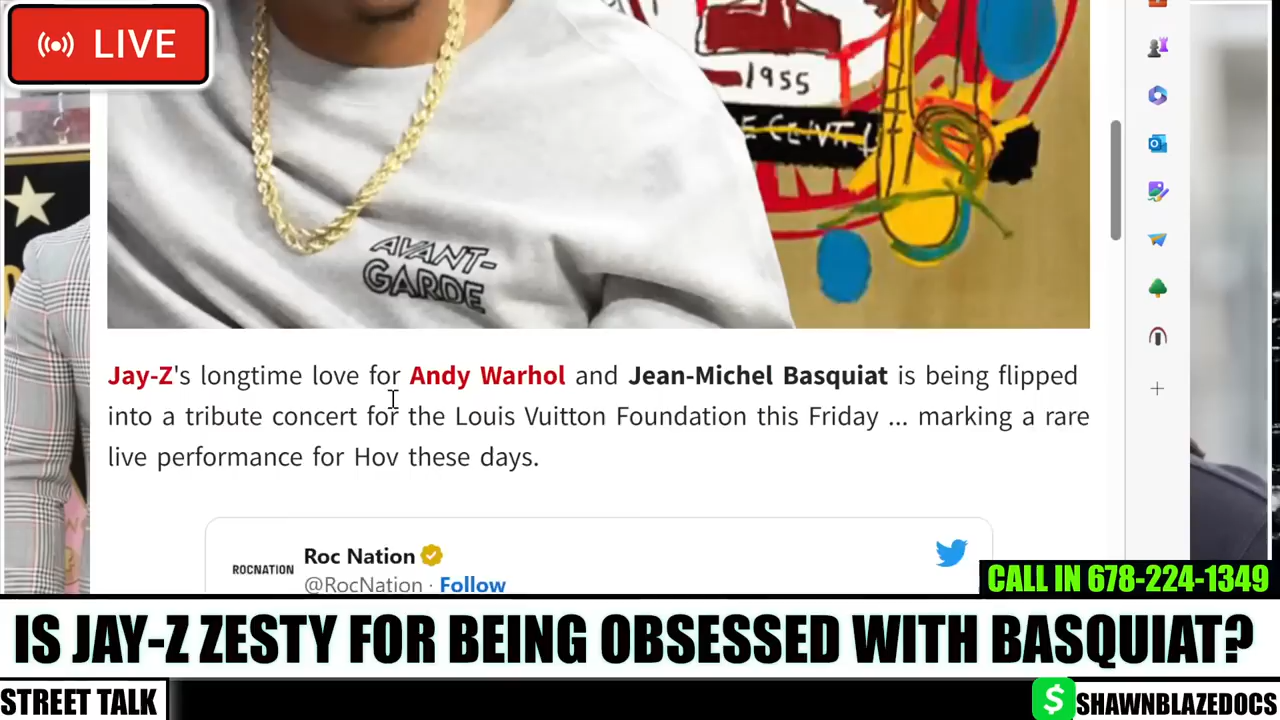 LIVE
1955
AVANT-
GARDE
Jay-Z's longtime love for Andy Warhol and Jean-Michel Basquiat is being flipped
into a tribute concert for the Louis Vuitton Foundation this Friday ... marking a rare
live performance for Hov these days.
Roc Nation
ROCNATION
@RocNation · Follow
CALL IN 678-224-1349
IS JAY-Z ZESTY FOR BEING OBSESSED WITH BASQUIAT?
STREET TALK
$ SHAWNBLAZEDOCS